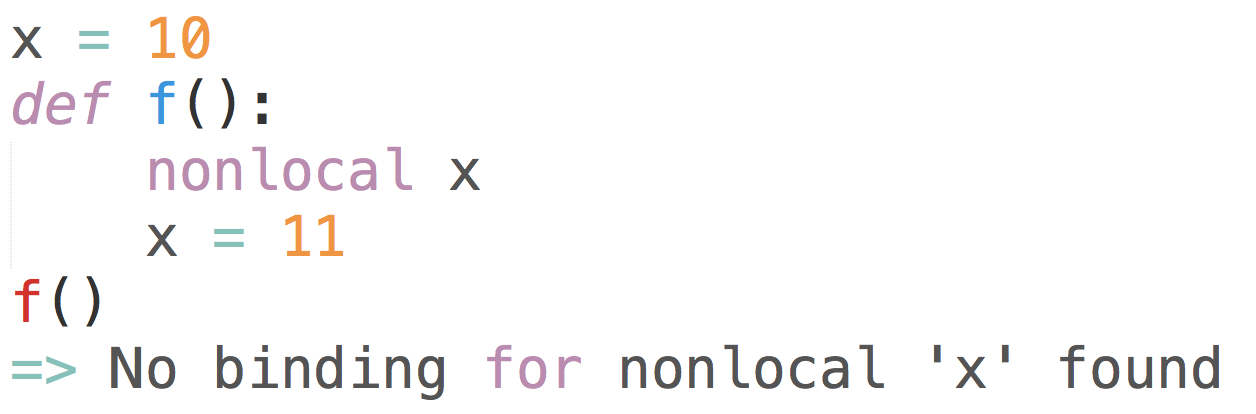 x = 10
def f():
    nonlocal x
    x = 11
f()
=> No binding for nonlocal 'x' found